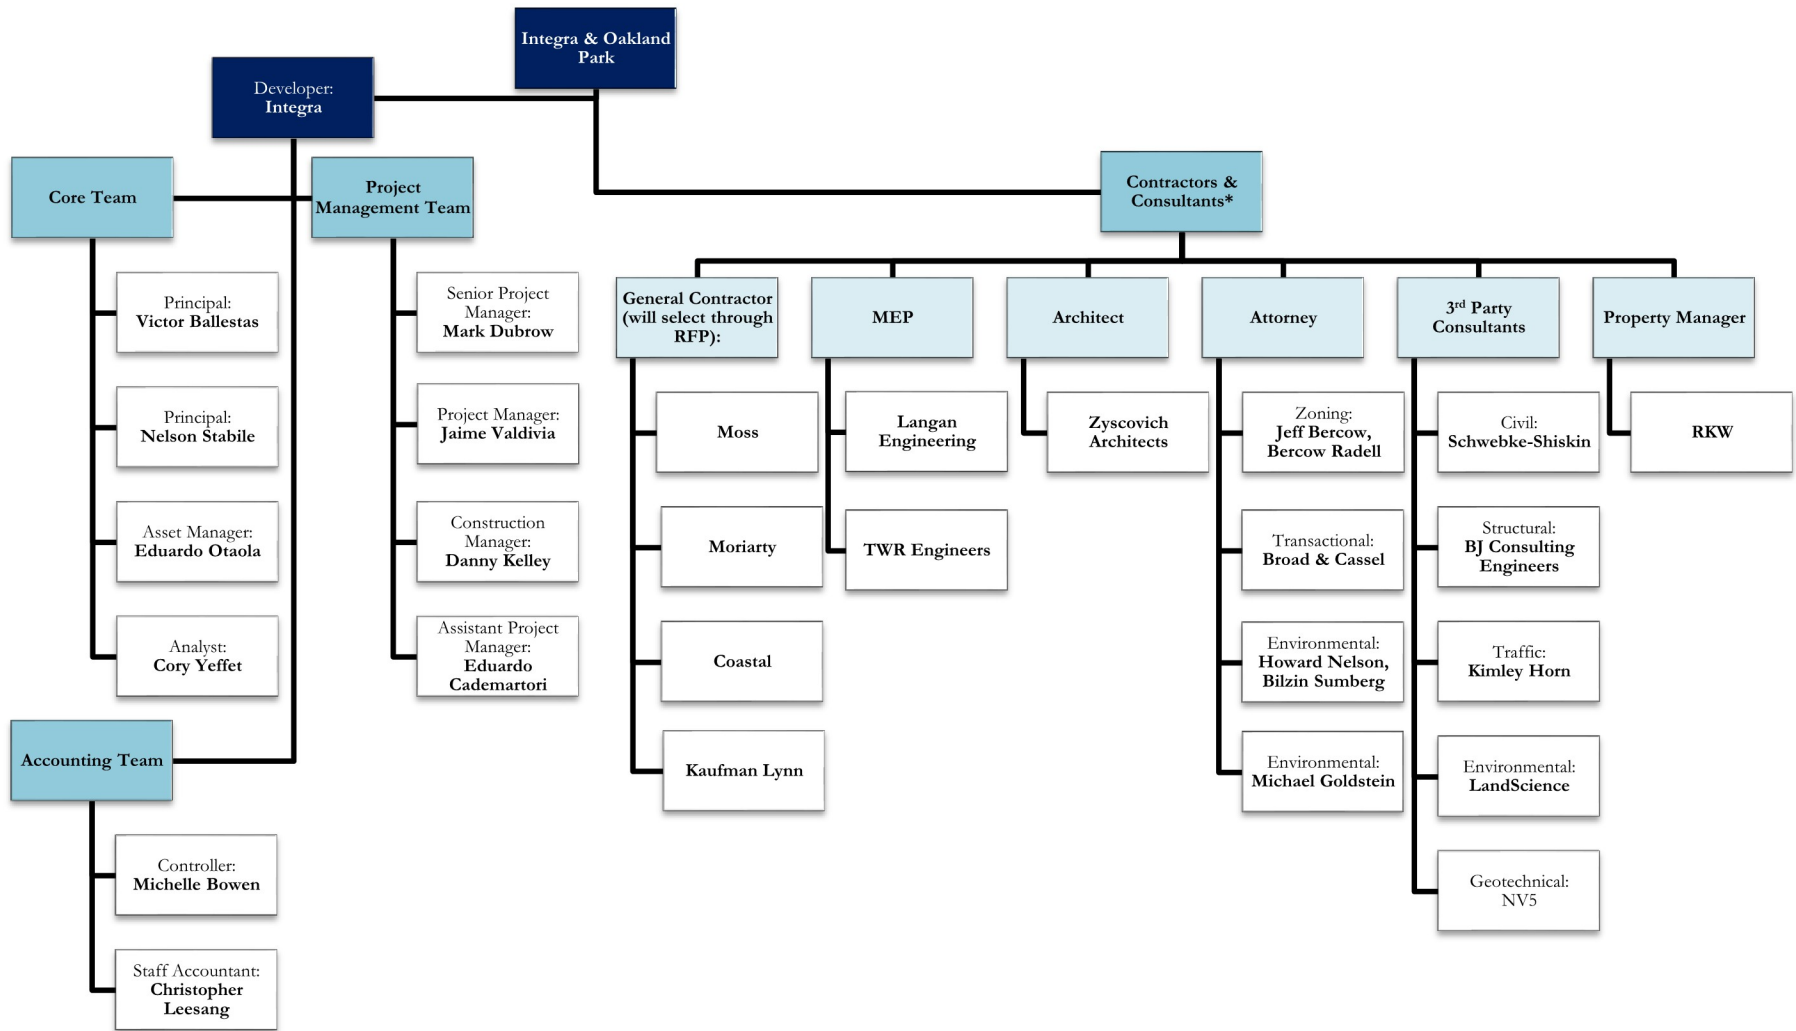 Integra & Oakland
Park
Developer:
Integra
Core Team
Principal:
Victor Ballestas
Principal:
Nelson Stabile
Asset Manager:
Eduardo Otaola
Analyst:
Cory Yeffet
Project
Management Team
Senior Project
Manager:
Mark Dubrow
Project Manager:
Jaime Valdivia
Construction
Manager:
Danny Kelley
Assistant Project
Manager:
Eduardo
Cademartori
Accounting Team
Controller:
Michelle Bowen
Staff Accountant:
Christopher
Leesang
Contractors &
Consultants*
General Contractor
(will select through
RFP):
Moss
Moriarty
Coastal
Kaufman Lynn
MEP
Langan
Engineering
TWR Engineers
Architect
Zyscovich
Architects
Attorney
Zoning:
Jeff Bercow,
Bercow Radell
Transactional:
Broad & Cassel
Environmental:
Howard Nelson,
Bilzin Sumberg
Environmental:
Michael Goldstein
3rd Party
Consultants
Civil:
Schwebke-Shiskin
Structural:
BJ Consulting
Engineers
Traffic:
Kimley Horn
Environmental:
LandScience
Geotechnical:
NV5
Property Manager
RKW